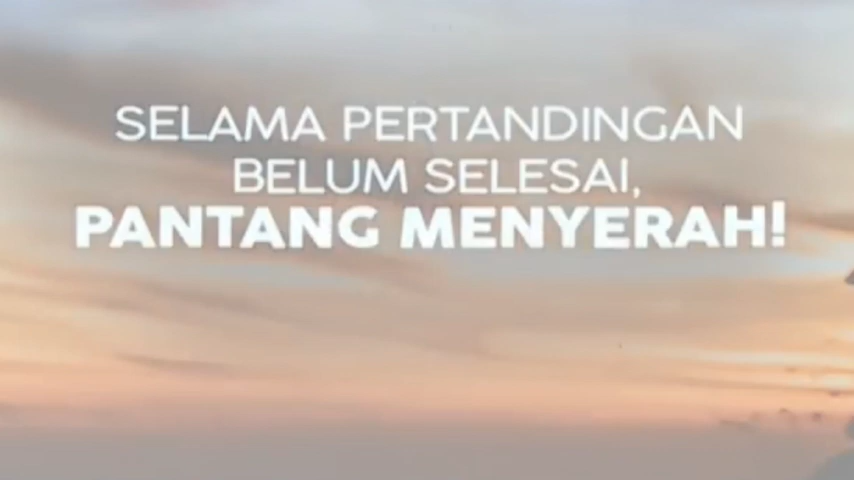 SELAMA PERTANDINGAN
BELUM SELESAI,
PANTANG MENYERAH!